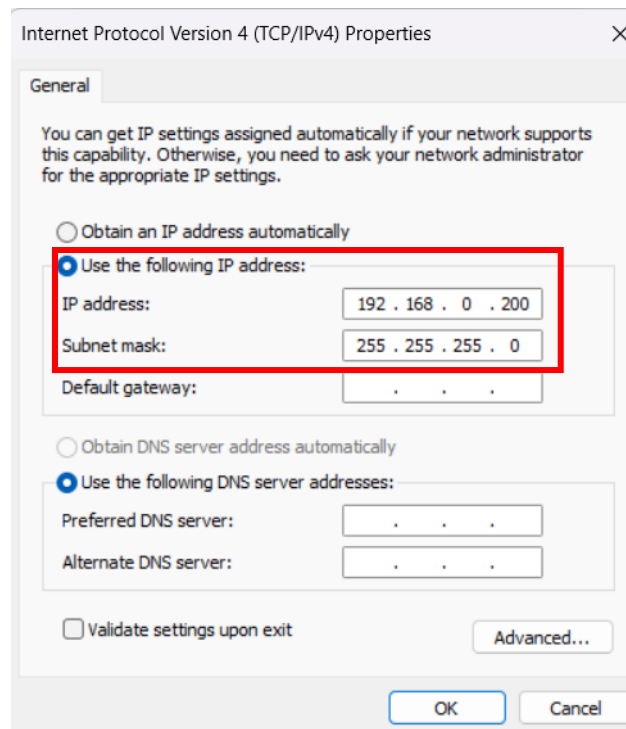 Internet Protocol Version 4 (TCP/IPv4) Properties
General
You can get IP settings assigned automatically if your network supports
this capability. Otherwise, you need to ask your network administrator
for the appropriate IP settings.
Obtain an IP address automatically
Use the following IP address:
IP address: 192 . 168 . 0 . 200
Subnet mask: 255 . 255 . 255 . 0
Default gateway: . . .
Obtain DNS server address automatically
Use the following DNS server addresses:
Preferred DNS server: . . .
Alternate DNS server: . . .
Validate settings upon exit
Advanced...
OK Cancel